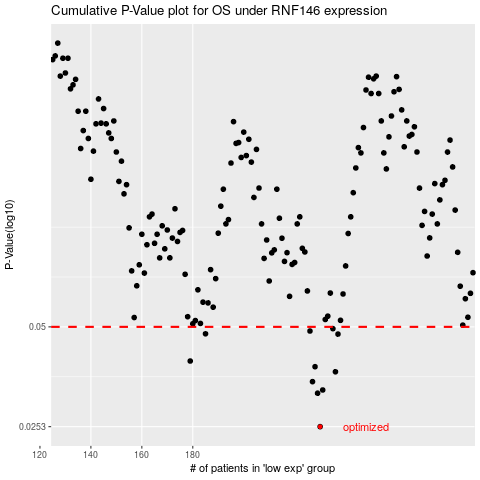 Cumulative P-Value plot for OS under RNF146 expression
P-Value(log10)
0.05
0.0253
optimized
120 140 160 180
# of patients in 'low exp' group